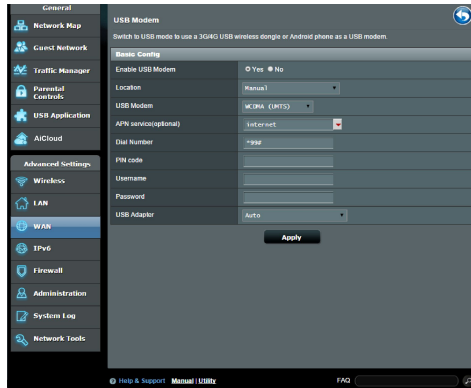 General
Network Map
Guest Network
Traffic Manager
Parental
Controls
USB Application
AiCloud
Advanced Settings
Wireless
LAN
WAN
IPv6
Firewall
Administration
System Log
Network Tools
USB Modem
Switch to USB mode to use a 3G/4G USB wireless dongle or Android phone as a USB modem.
Basic Config
Enable USB Modem Yes No
Location Manual
USB Modem WCDMA (UMTS)
APN service(optional) internet
Dial Number *99#
PIN code
Username
Password
USB Adapter Auto
Apply
Help & Support Manual | Utility FAQ